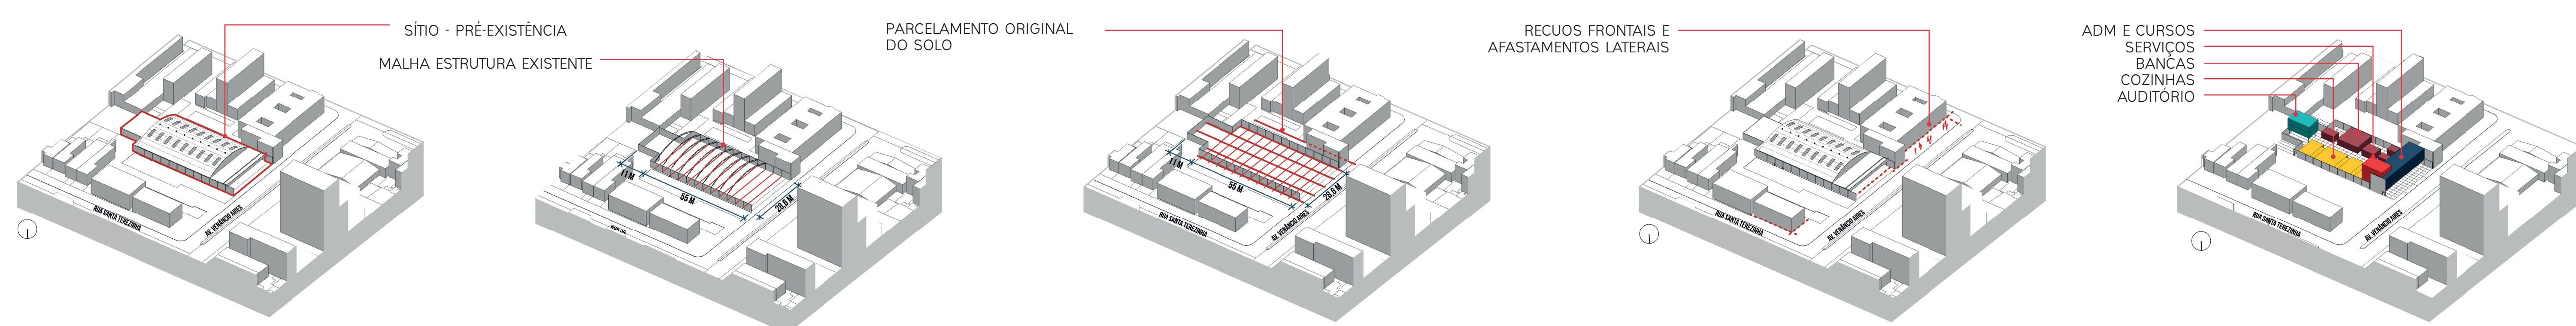 SÍTIO - PRÉ-EXISTÊNCIA
RUA SANTA TEREZINHA
AV. VENÂNCIO AIRES
MALHA ESTRUTURA EXISTENTE
11 M
55 M
28,6 M
PARCELAMENTO ORIGINAL
DO SOLO
11 M
55 M
28,6 M
RUA SANTA TEREZINHA
AV. VENÂNCIO AIRES
RECUOS FRONTAIS E
AFASTAMENTOS LATERAIS
RUA SANTA TEREZINHA
AV. VENÂNCIO AIRES
ADM E CURSOS
SERVIÇOS
BANCAS
COZINHAS
AUDITÓRIO
RUA SANTA TEREZINHA
AV. VENÂNCIO AIRES